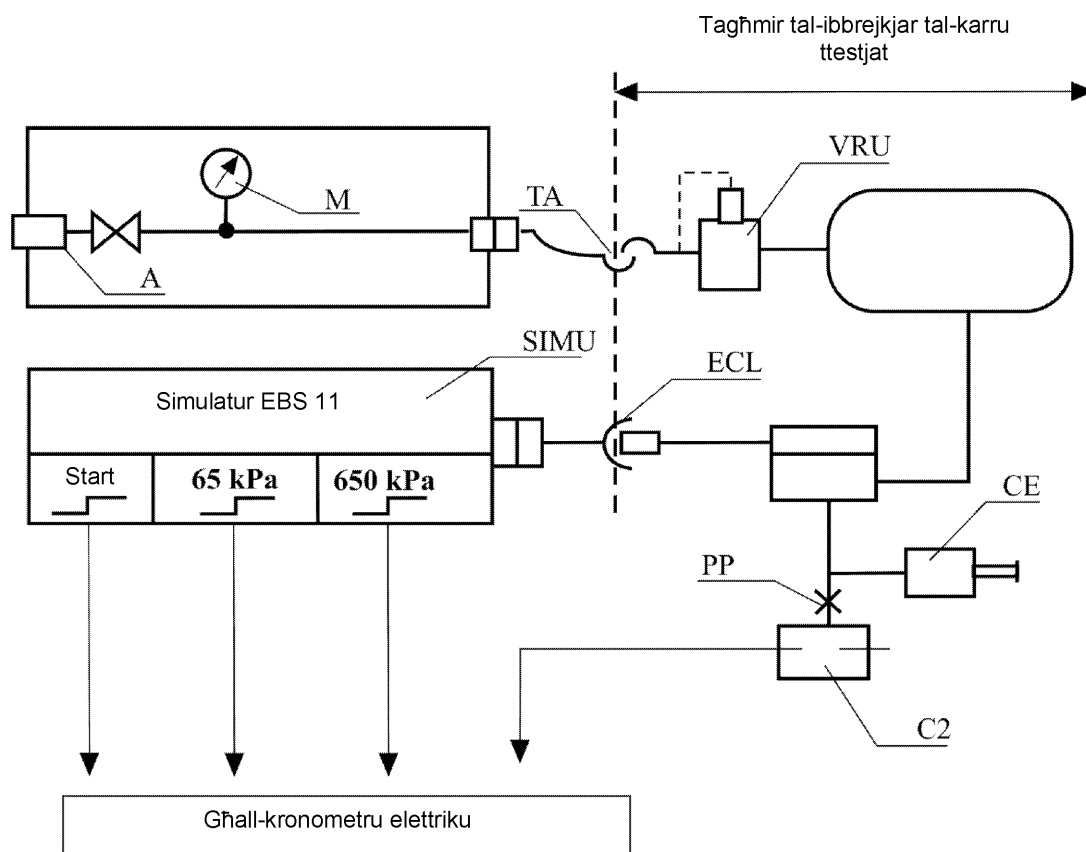 Tagħmir tal-ibbrejkjar tal-karru
ttestjat
VRU
M
TA
A
SIMU
ECL
Simulatur EBS 11
Start
65 kPa
650 kPa
CE
PP
C2
Għall-kronometru elettriku